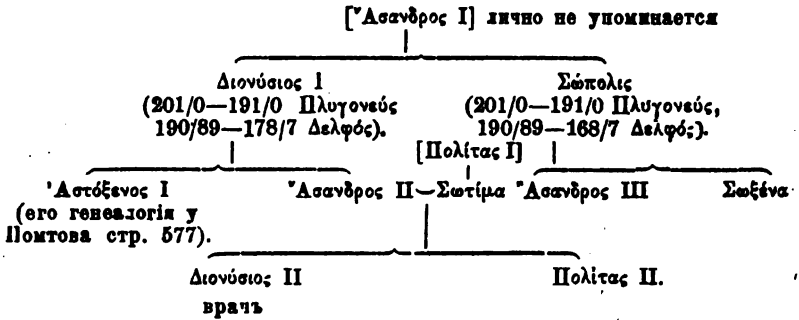 [Ἄσανδρος I] лично не упоминается
Διονύσιος I Σώπολις
(201/0—191/0 Πλυγονεύς (201/0—191/0 Πλυγονεύς,
190/89—178/7 Δελφός). 190/89—168/7 Δελφός).
[Πολίτας I]
Ἀστόξενος I Ἄσανδρος II — Σωτίμα Ἄσανδρος III Σωξένα
(его генеалогія у
Помтова стр. 577).
Διονύσιος II Πολίτας II.
врачъ